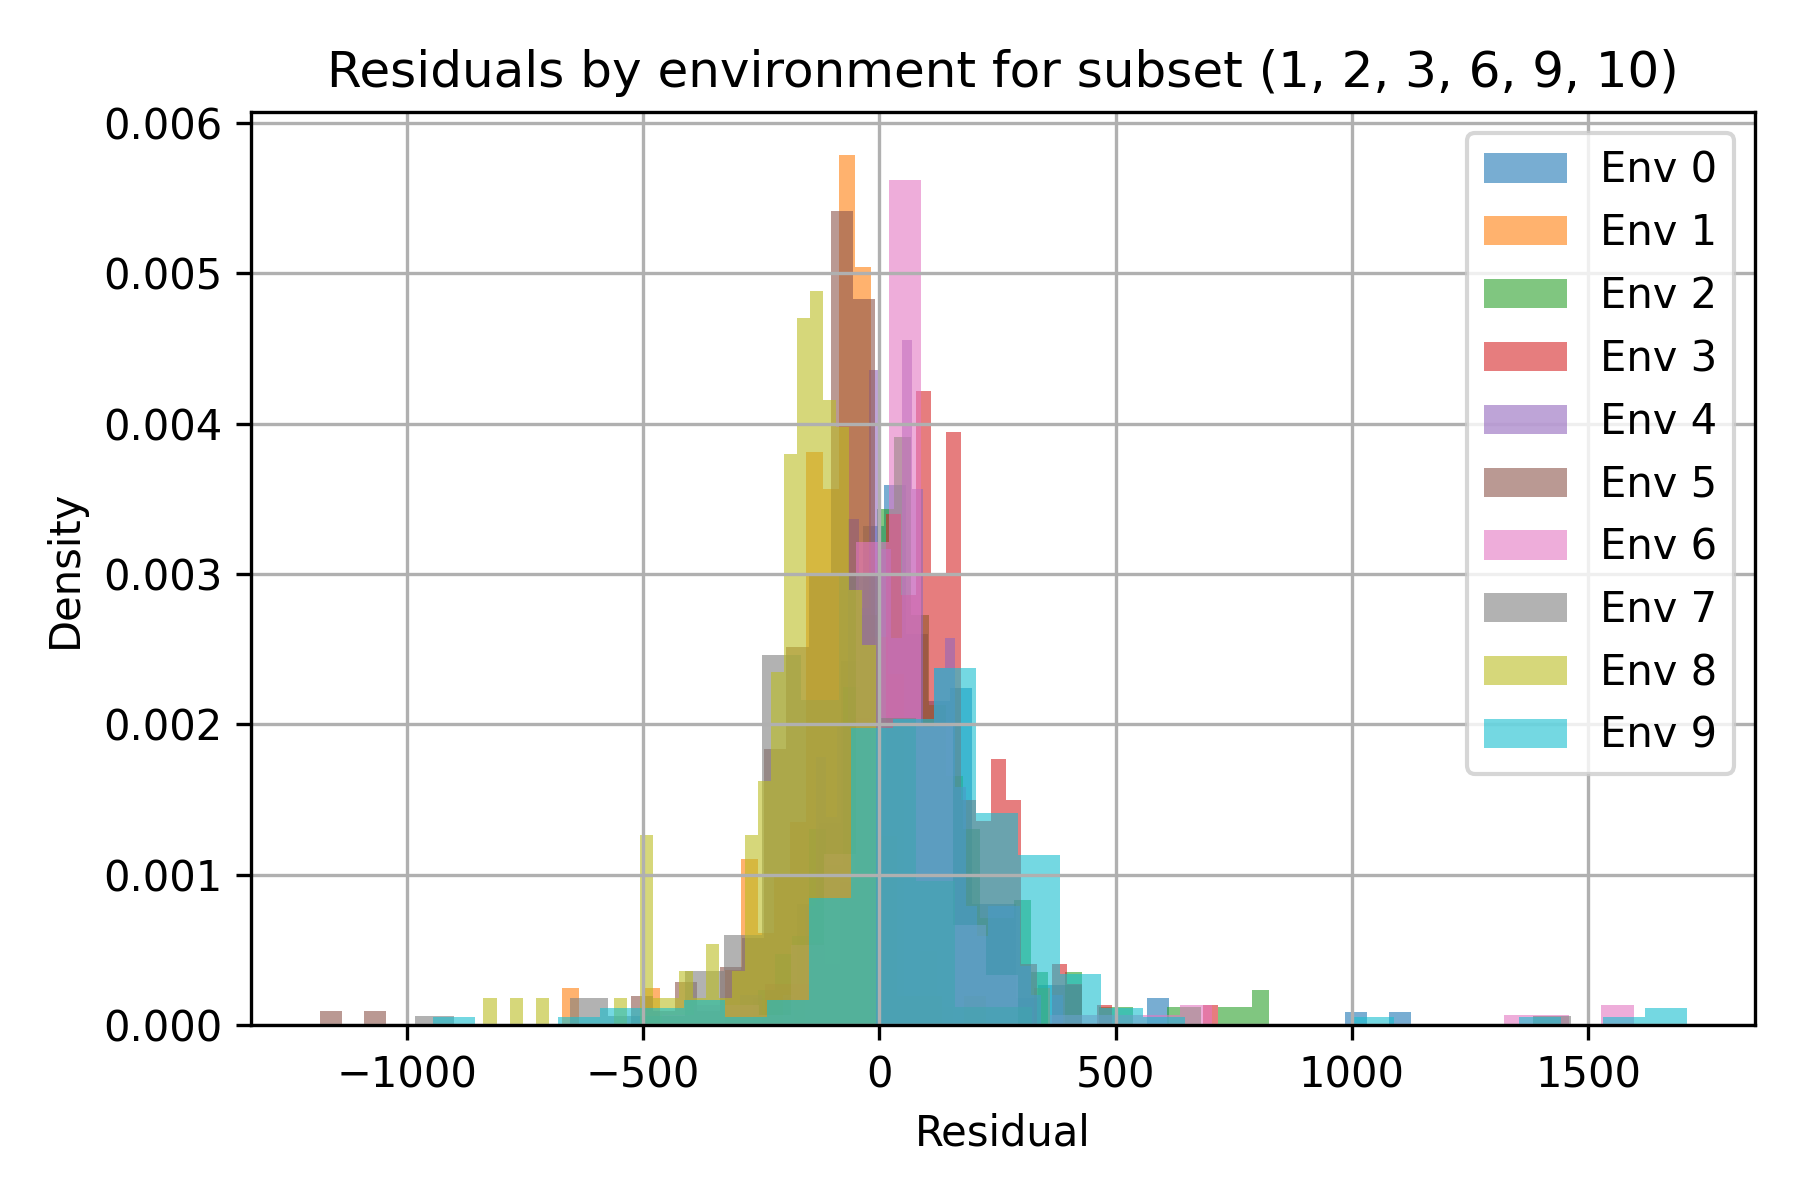 Residuals by environment for subset (1, 2, 3, 6, 9, 10)
0.006
0.005
0.004
0.003
0.002
0.001
0.000
Density
−1000
−500
0
500
1000
1500
Residual
Env 0
Env 1
Env 2
Env 3
Env 4
Env 5
Env 6
Env 7
Env 8
Env 9